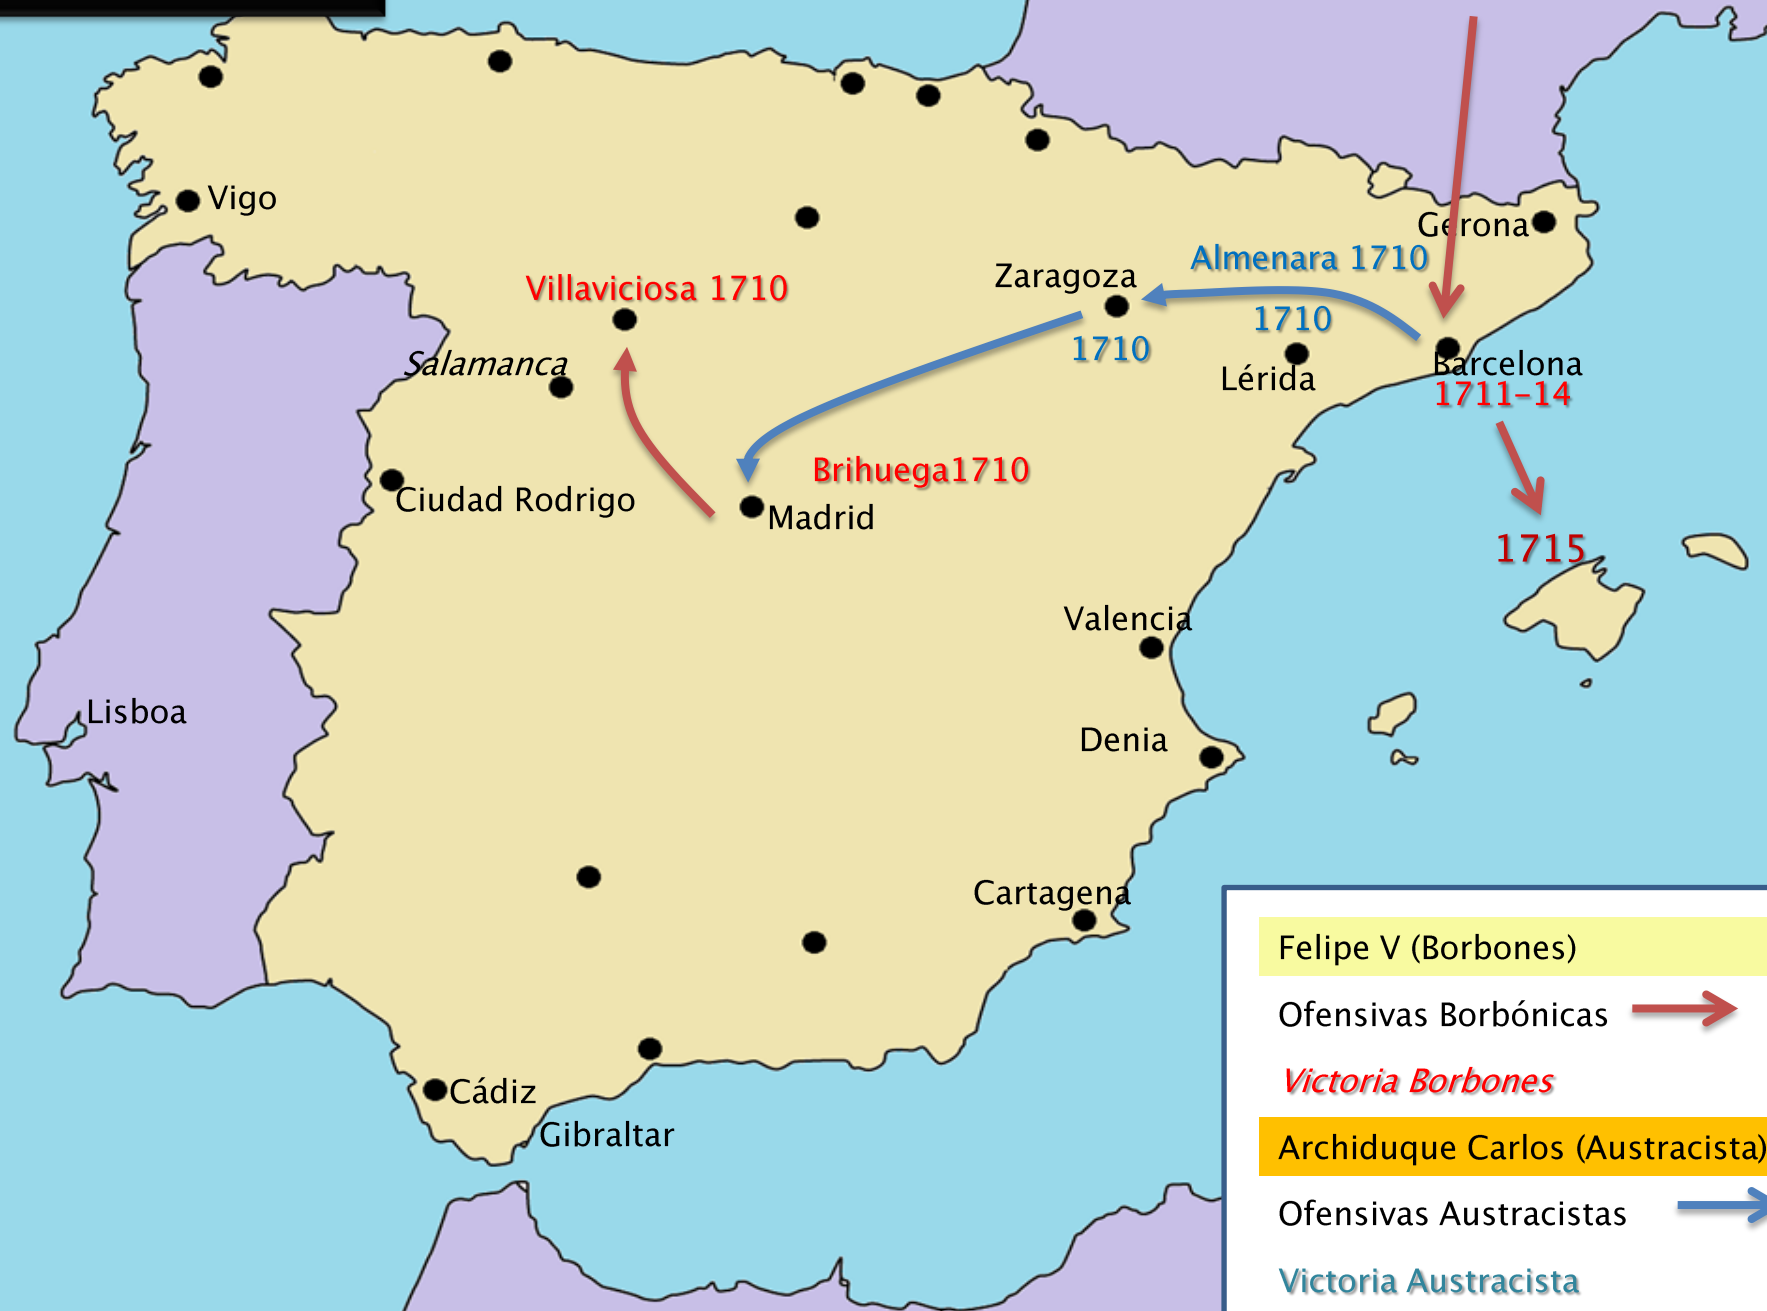 Vigo
Gerona
Almenara 1710
Zaragoza
Villaviciosa 1710
1710
1710
Salamanca
Barcelona
Lérida
1711-14
Brihuega1710
Ciudad Rodrigo
Madrid
1715
Valencia
Lisboa
Denia
Cartagena
Cádiz
Gibraltar
Felipe V (Borbones)
Ofensivas Borbónicas
Victoria Borbones
Archiduque Carlos (Austracista)
Ofensivas Austracistas
Victoria Austracista